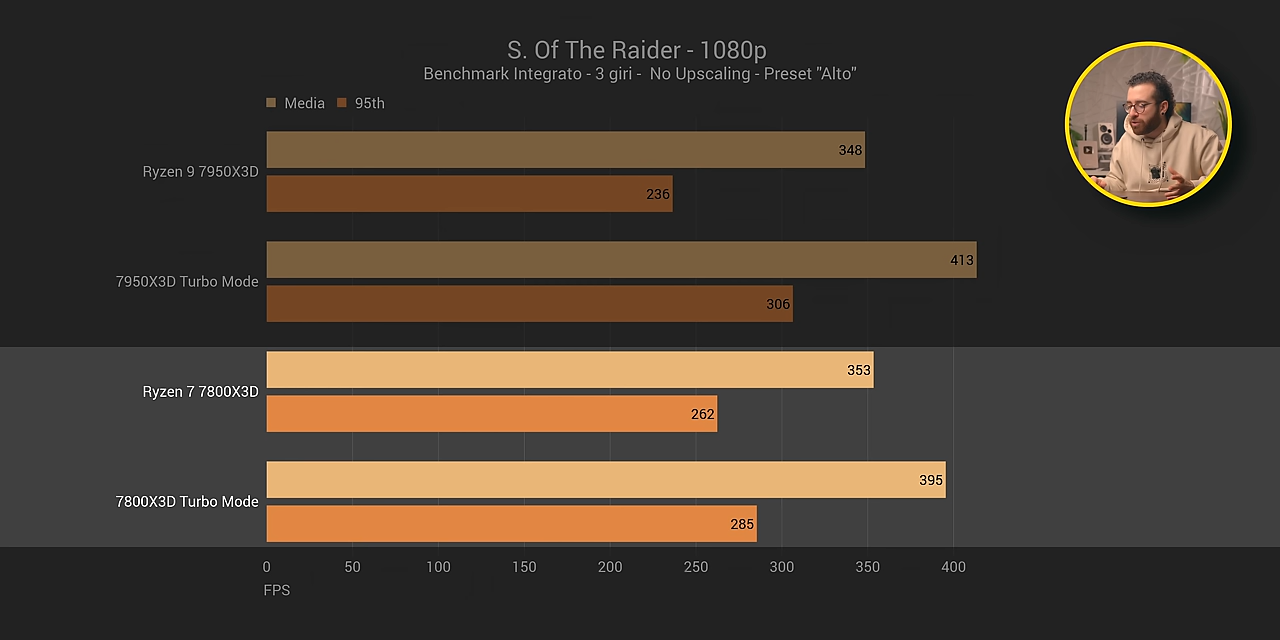 S. Of The Raider - 1080p
Benchmark Integrato - 3 giri - No Upscaling - Preset "Alto"
Media 95th
Ryzen 9 7950X3D
348
236
7950X3D Turbo Mode
413
306
Ryzen 7 7800X3D
353
262
7800X3D Turbo Mode
395
285
0 50 100 150 200 250 300 350 400
FPS